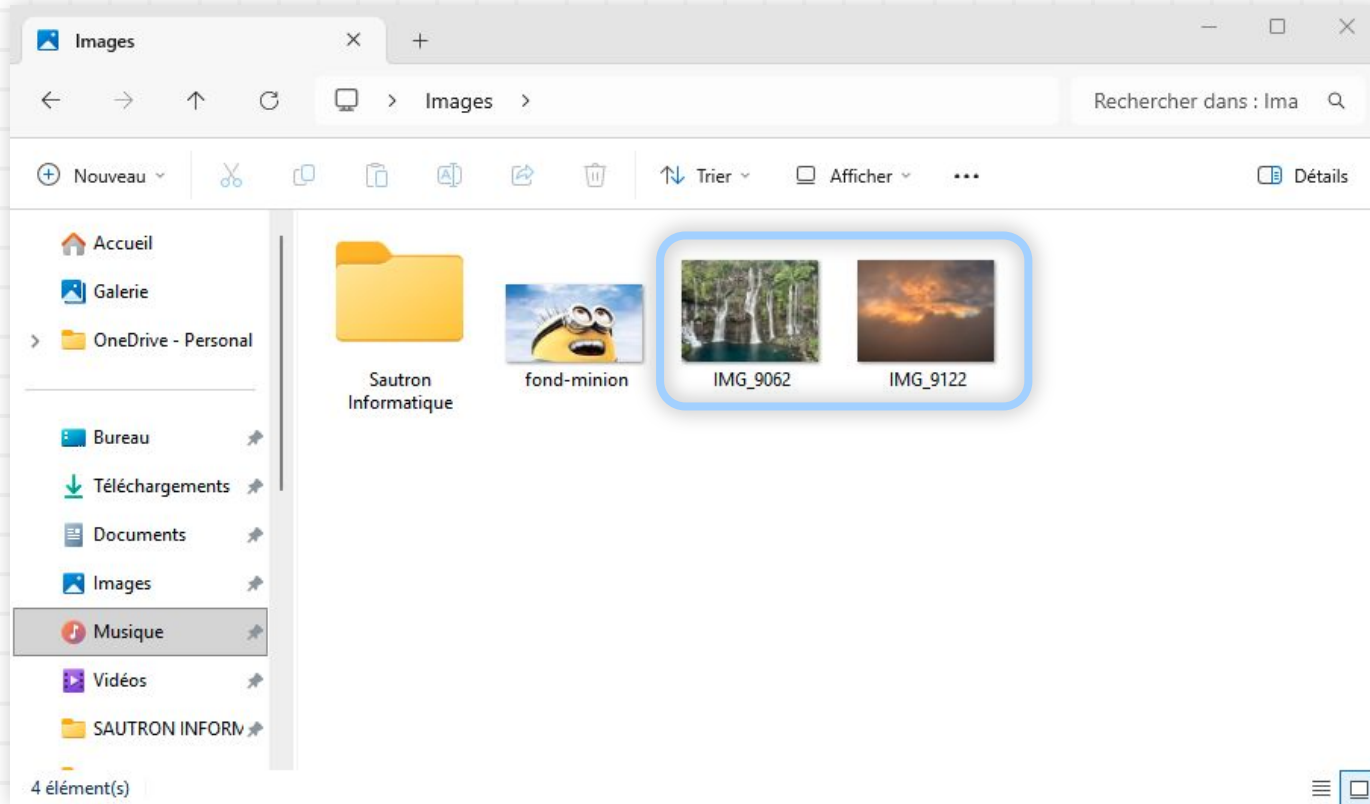 Images
Images
Rechercher dans : Ima
Nouveau
Trier
Afficher
Détails
Accueil
Galerie
OneDrive - Personal
Bureau
Téléchargements
Documents
Images
Musique
Vidéos
SAUTRON INFORM
Sautron
Informatique
fond-minion
IMG_9062
IMG_9122
4 élément(s)